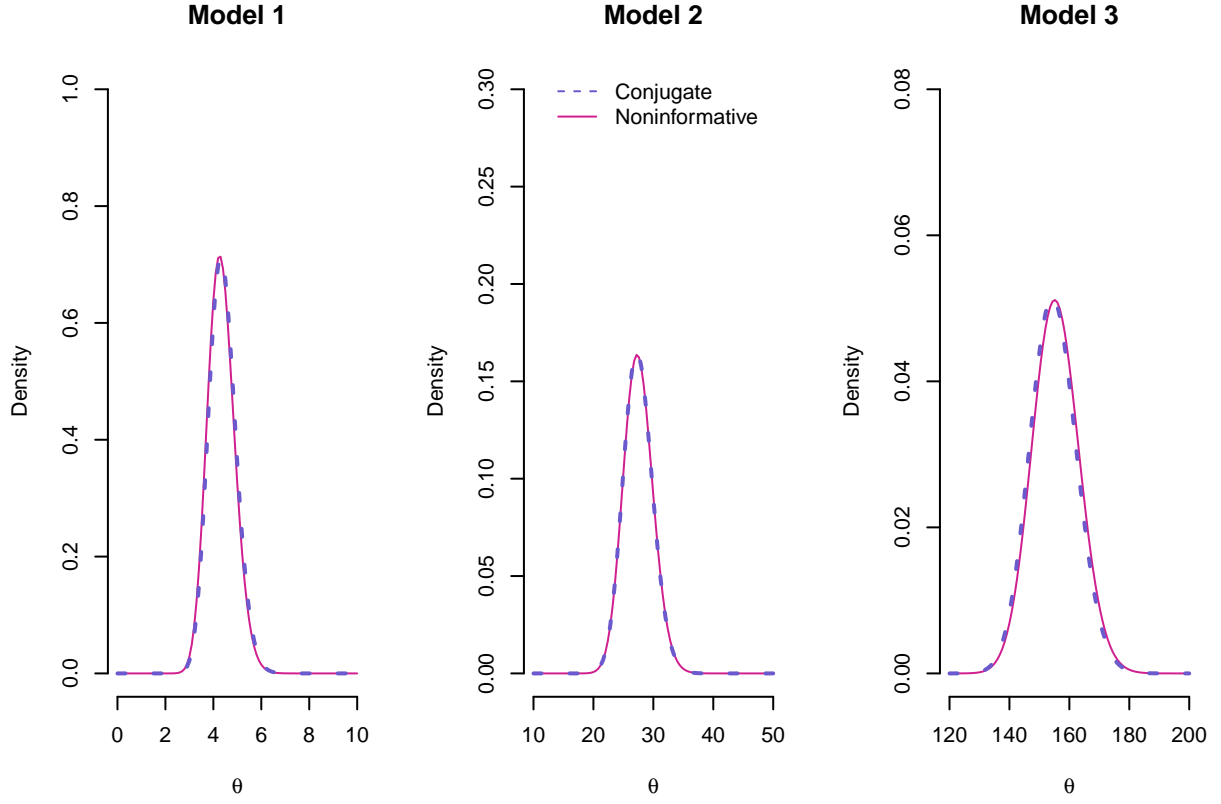 Model 1
Density
0.0 0.2 0.4 0.6 0.8 1.0
0 2 4 6 8 10
θ
Model 2
Conjugate
Noninformative
Density
0.00 0.05 0.10 0.15 0.20 0.25 0.30
10 20 30 40 50
θ
Model 3
Density
0.00 0.02 0.04 0.06 0.08
120 140 160 180 200
θ